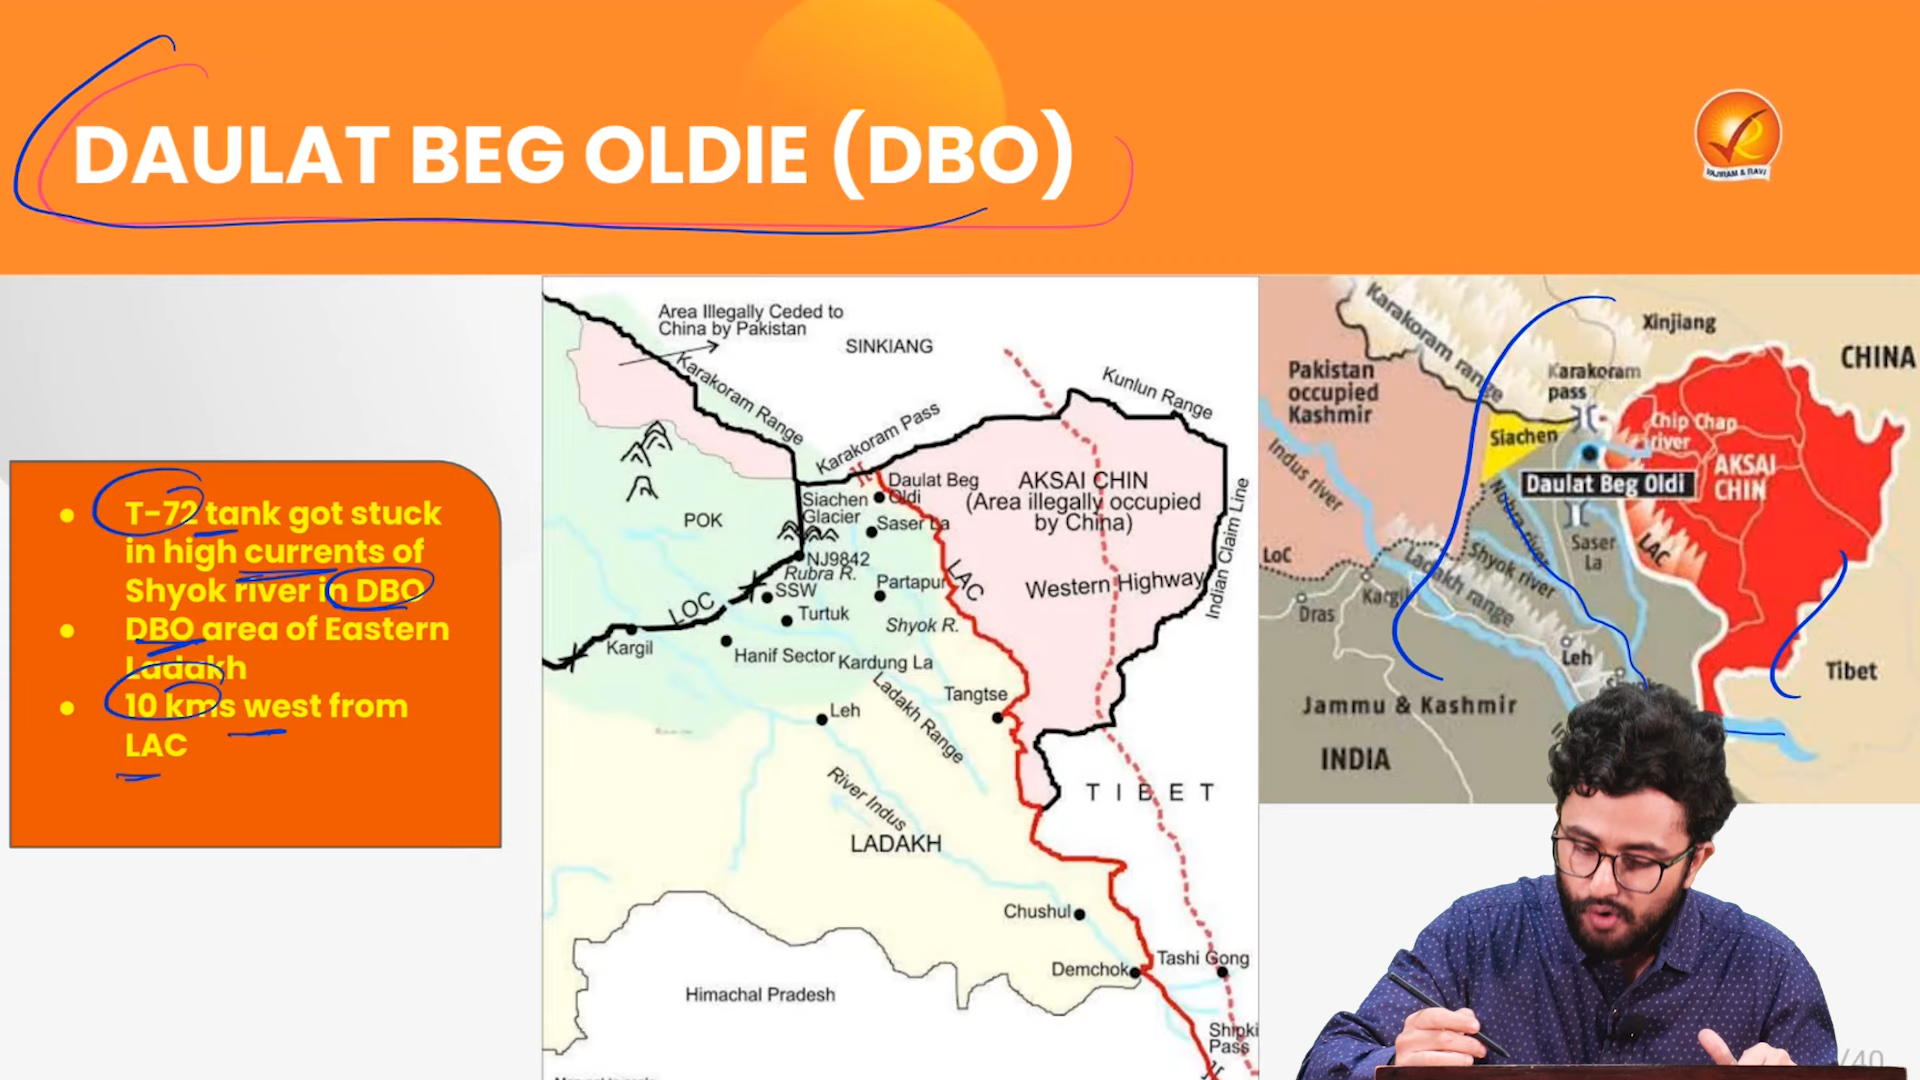 DAULAT BEG OLDIE (DBO)
VAJIRAM & RAVI
T-72 tank got stuck
in high currents of
Shyok river in DBO
DBO area of Eastern
Ladakh
10 kms west from
LAC
Area Illegally Ceded to
China by Pakistan
SINKIANG
Karakoram Range
Karakoram Pass
Kunlun Range
Daulat Beg
Oldi
Siachen
Glacier
Saser La
AKSAI CHIN
(Area illegally occupied
by China)
Indian Claim Line
POK
NJ9842
Rubra R.
SSW
Partapur
LAC
Western Highway
LOC
Turtuk
Shyok R.
Kargil
Hanif Sector
Kardung La
Ladakh Range
Tangtse
Leh
River Indus
TIBET
LADAKH
Chushul
Demchok
Tashi Gong
Himachal Pradesh
Shipki
Pass
Karakoram range
Xinjiang
CHINA
Pakistan
occupied
Kashmir
Karakoram
pass
Chip Chap
river
Siachen
AKSAI
CHIN
Indus river
Daulat Beg Oldi
Nubra river
Saser
La
LAC
LoC
Shyok river
Ladakh range
Kargil
Dras
Leh
Tibet
Jammu & Kashmir
INDIA
/40